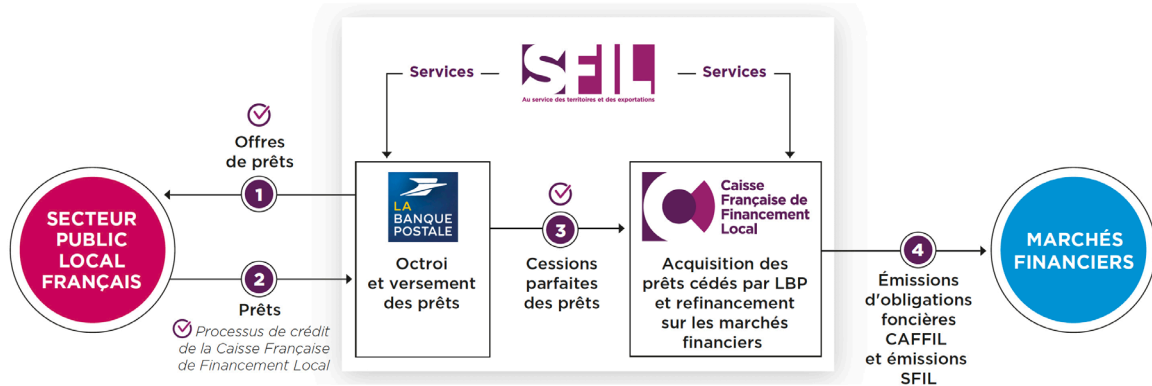 Services
SFIL
Services
Au service des territoires et des exportations
Offres
de prêts
1
SECTEUR
PUBLIC
LOCAL
FRANÇAIS
2
Prêts
Processus de crédit
de la Caisse Française
de Financement Local
LA
BANQUE
POSTALE
Octroi
et versement
des prêts
3
Cessions
parfaites
des prêts
Caisse
Française de
Financement
Local
Acquisition des
prêts cédés par LBP
et refinancement
sur les marchés
financiers
4
Émissions
d'obligations
foncières
CAFFIL
et émissions
SFIL
MARCHÉS
FINANCIERS